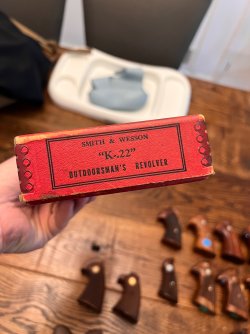 SMITH & WESSON
"K-.22"
OUTDOORSMAN'S REVOLVER